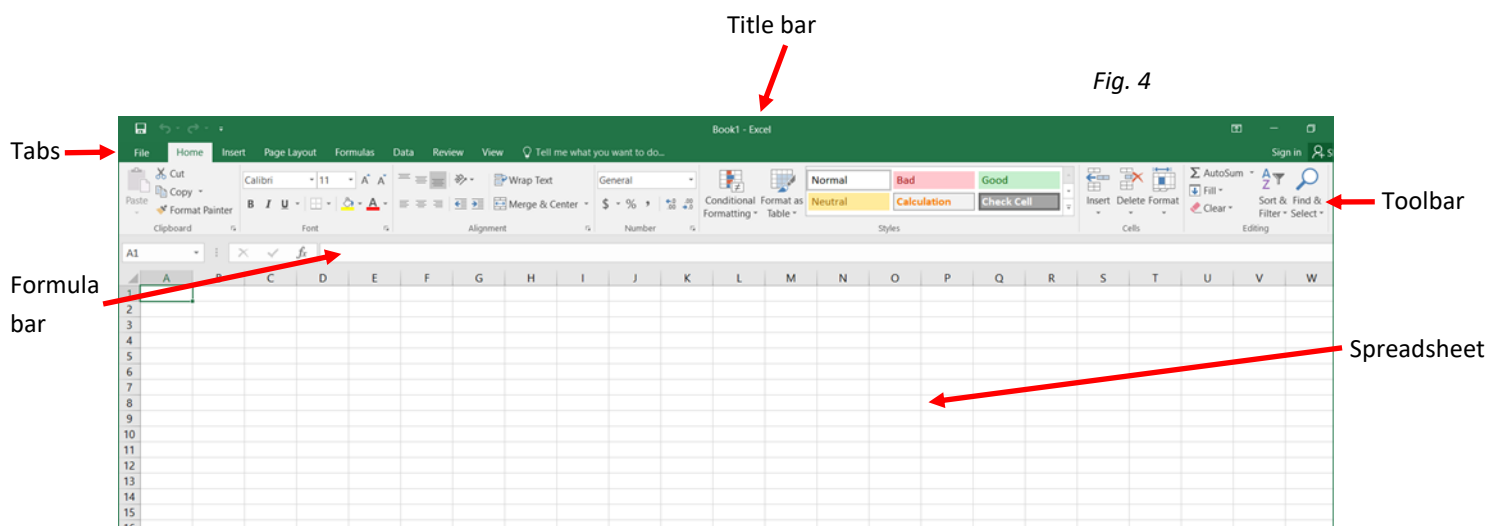 Title bar
Fig. 4
Book1 - Excel
Tabs
File Home Insert Page Layout Formulas Data Review View Tell me what you want to do... Sign in
Cut
Copy
Format Painter
Paste
Clipboard
Calibri 11 A A
B I U A
Font
Wrap Text
Merge & Center
Alignment
General
$ % ,
Number
Conditional Formatting
Format as Table
Normal Bad Good
Neutral Calculation Check Cell
Styles
Insert Delete Format
Cells
AutoSum
Fill
Clear
Sort & Filter
Find & Select
Editing
Toolbar
A1 fx
Formula
bar
A B C D E F G H I J K L M N O P Q R S T U V W
1
2
3
4
5
6
7
8
9
10
11
12
13
14
15
Spreadsheet